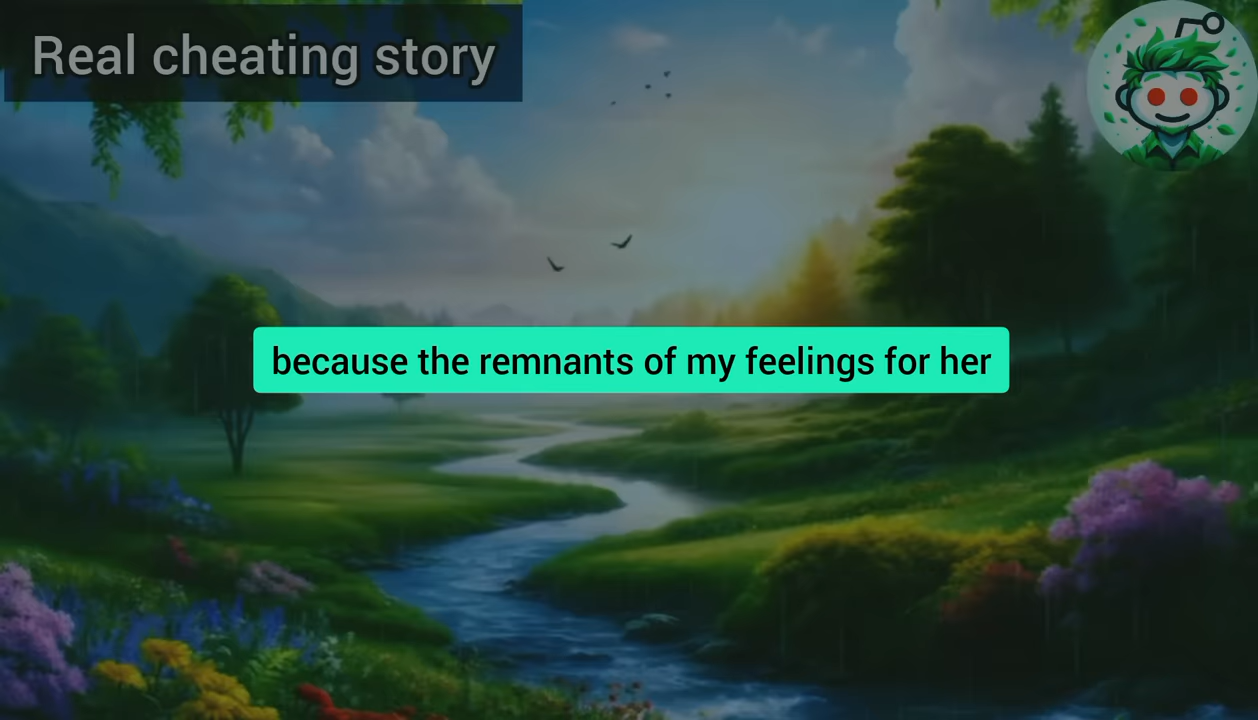 Real cheating story
because the remnants of my feelings for her